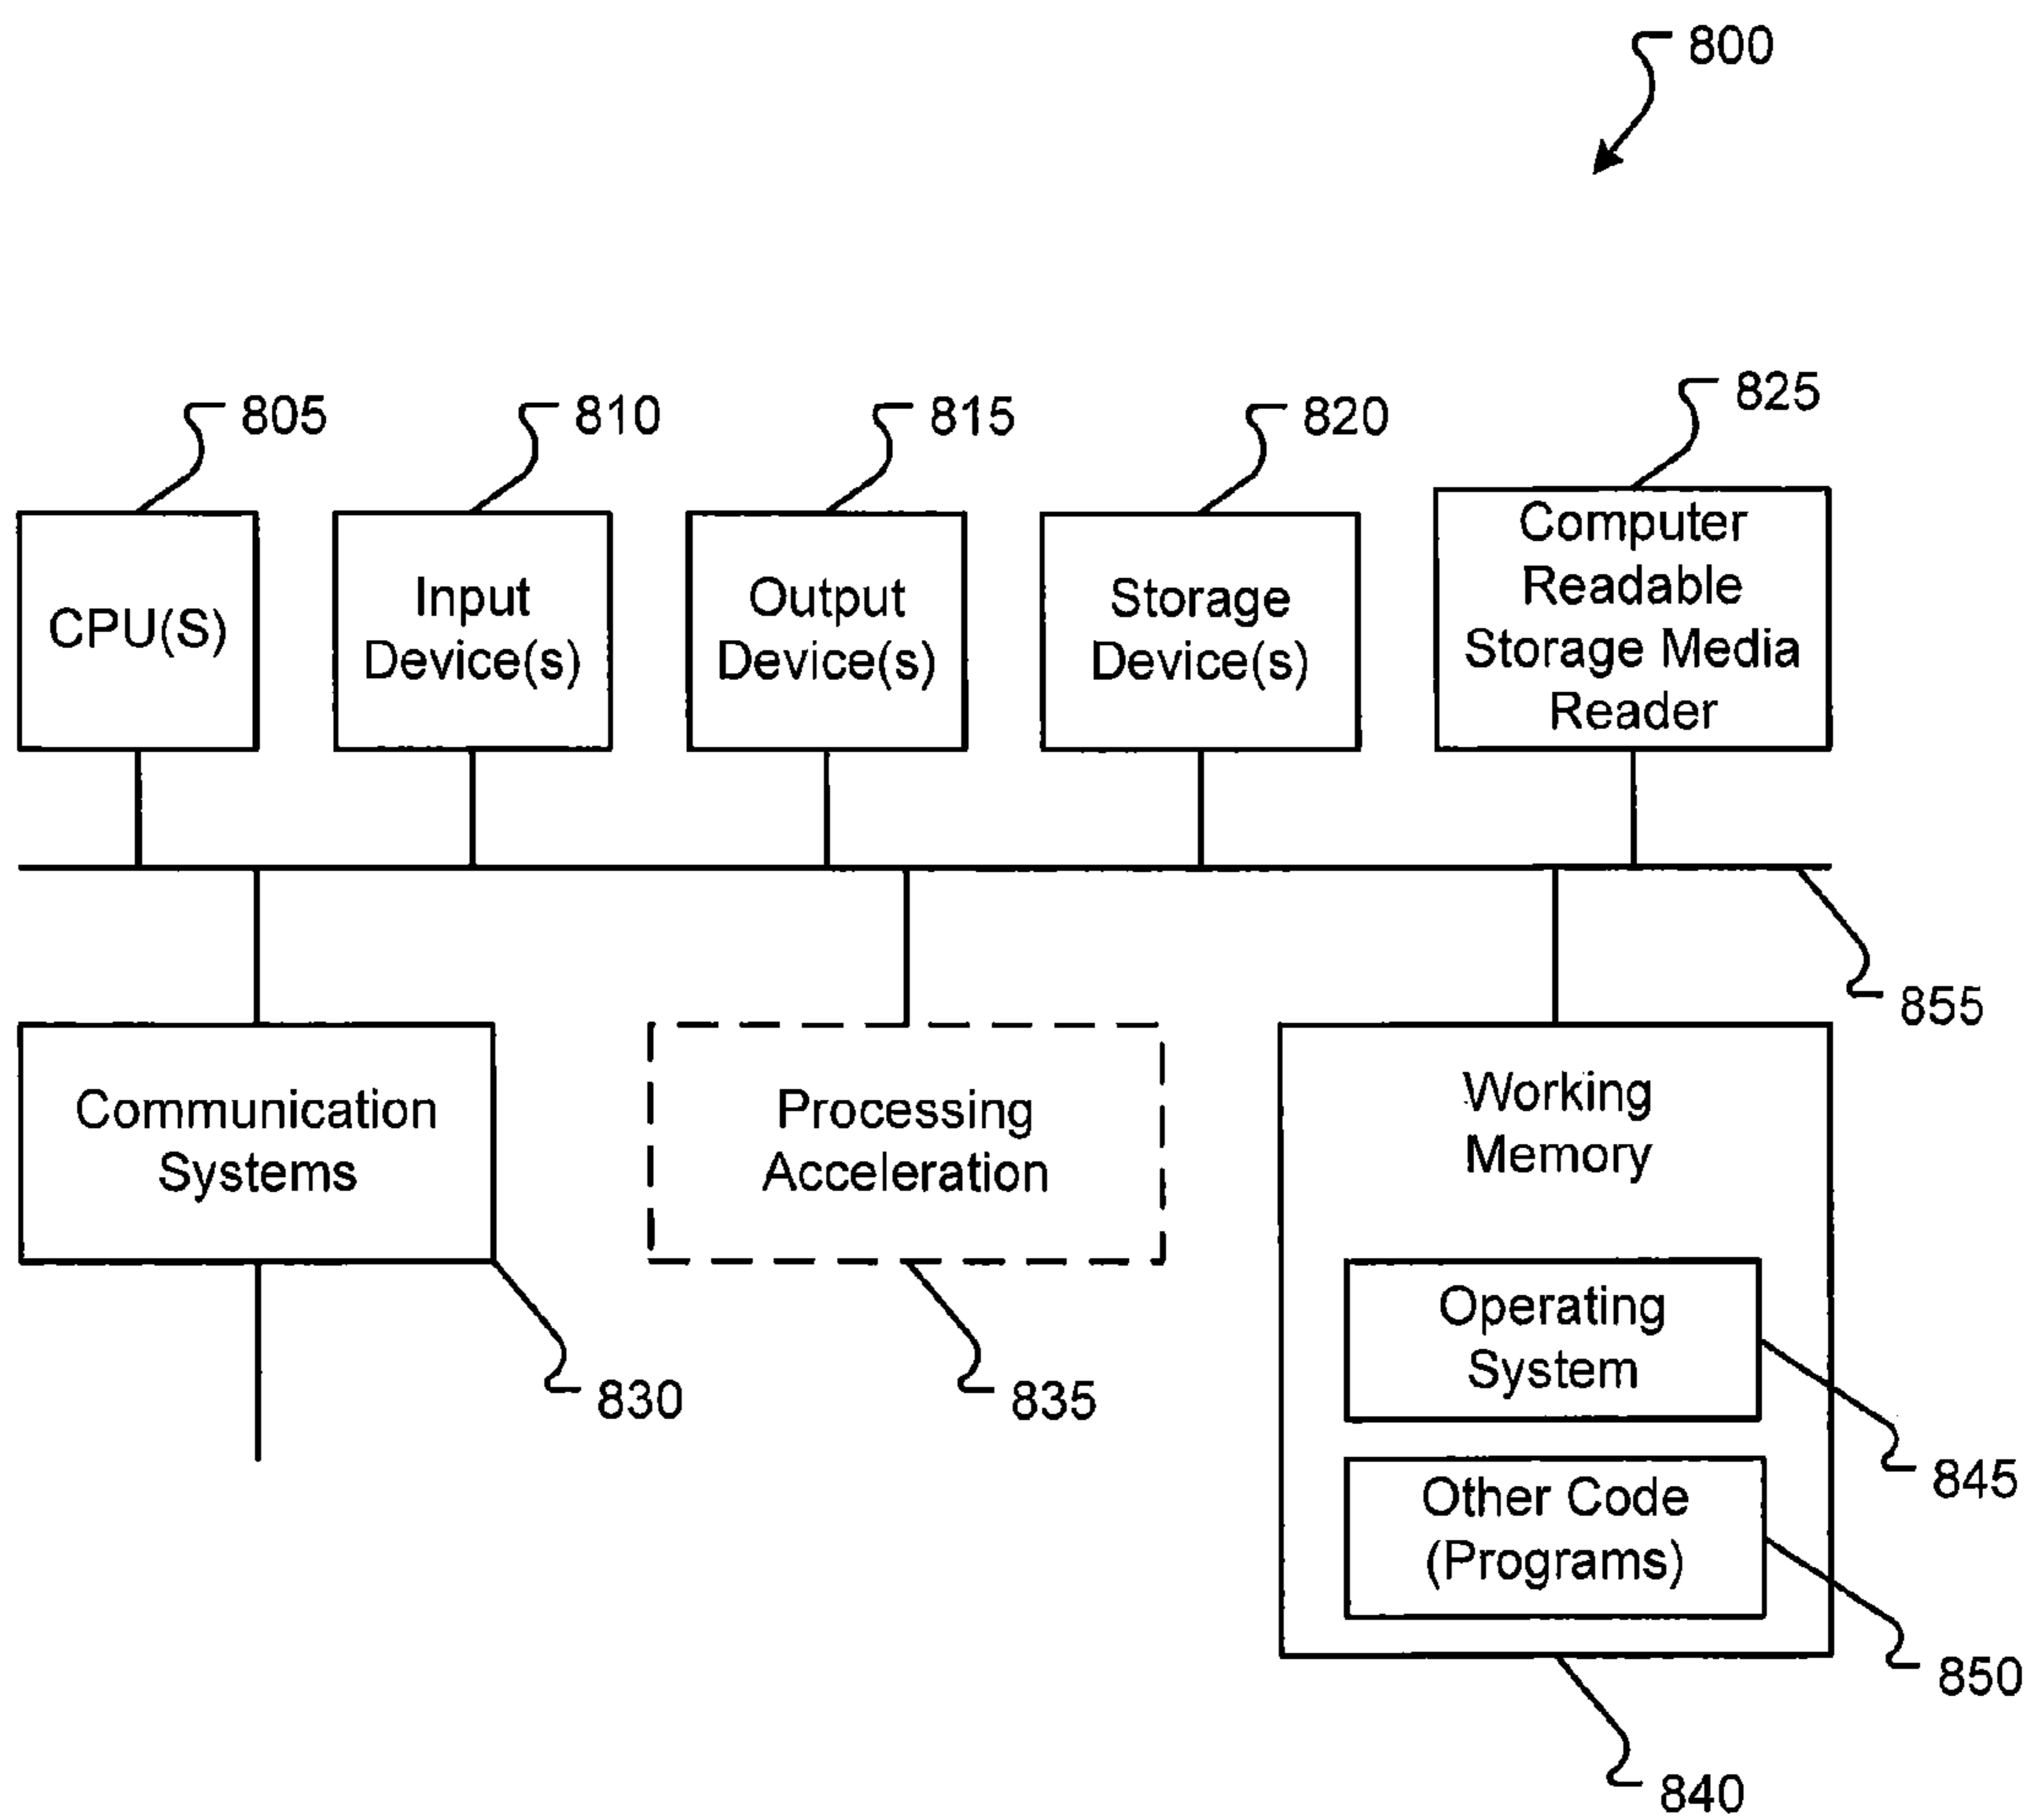 800
805
810
815
820
825
CPU(S)
Input
Device(s)
Output
Device(s)
Storage
Device(s)
Computer
Readable
Storage Media
Reader
855
Communication
Systems
830
Processing
Acceleration
835
Working
Memory
Operating
System
845
Other Code
(Programs)
850
840